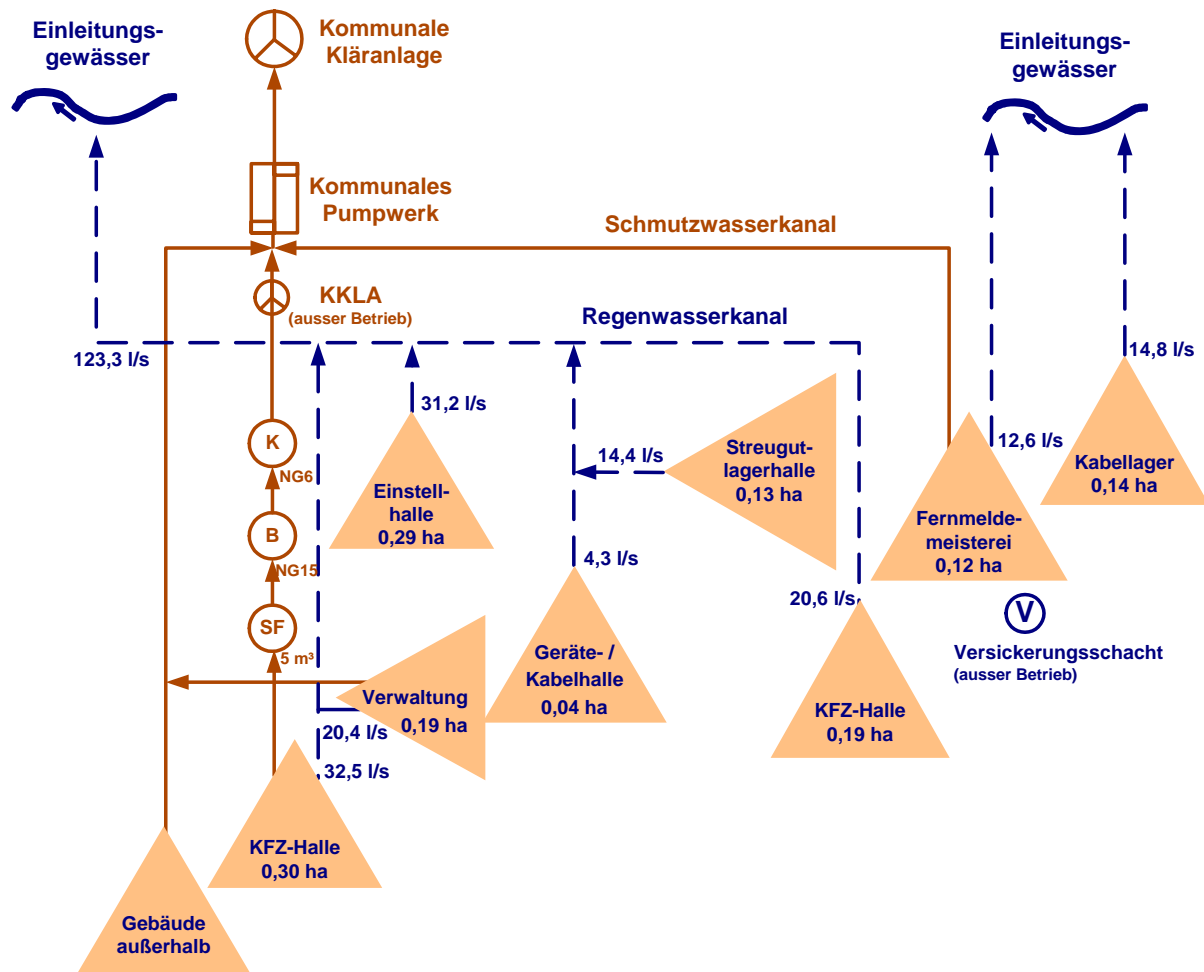 Einleitungs-
gewässer
Kommunale
Kläranlage
Einleitungs-
gewässer
Kommunales
Pumpwerk
Schmutzwasserkanal
KKLA
(ausser Betrieb)
Regenwasserkanal
123,3 l/s
14,8 l/s
31,2 l/s
K
NG6
Einstell-
halle
0,29 ha
14,4 l/s
Streugut-
lagerhalle
0,13 ha
12,6 l/s
Kabellager
0,14 ha
B
NG15
Fernmelde-
meisterei
0,12 ha
4,3 l/s
20,6 l/s
SF
5 m³
V
Versickerungsschacht
(ausser Betrieb)
Geräte- /
Kabelhalle
0,04 ha
Verwaltung
0,19 ha
20,4 l/s
KFZ-Halle
0,19 ha
32,5 l/s
KFZ-Halle
0,30 ha
Gebäude
außerhalb